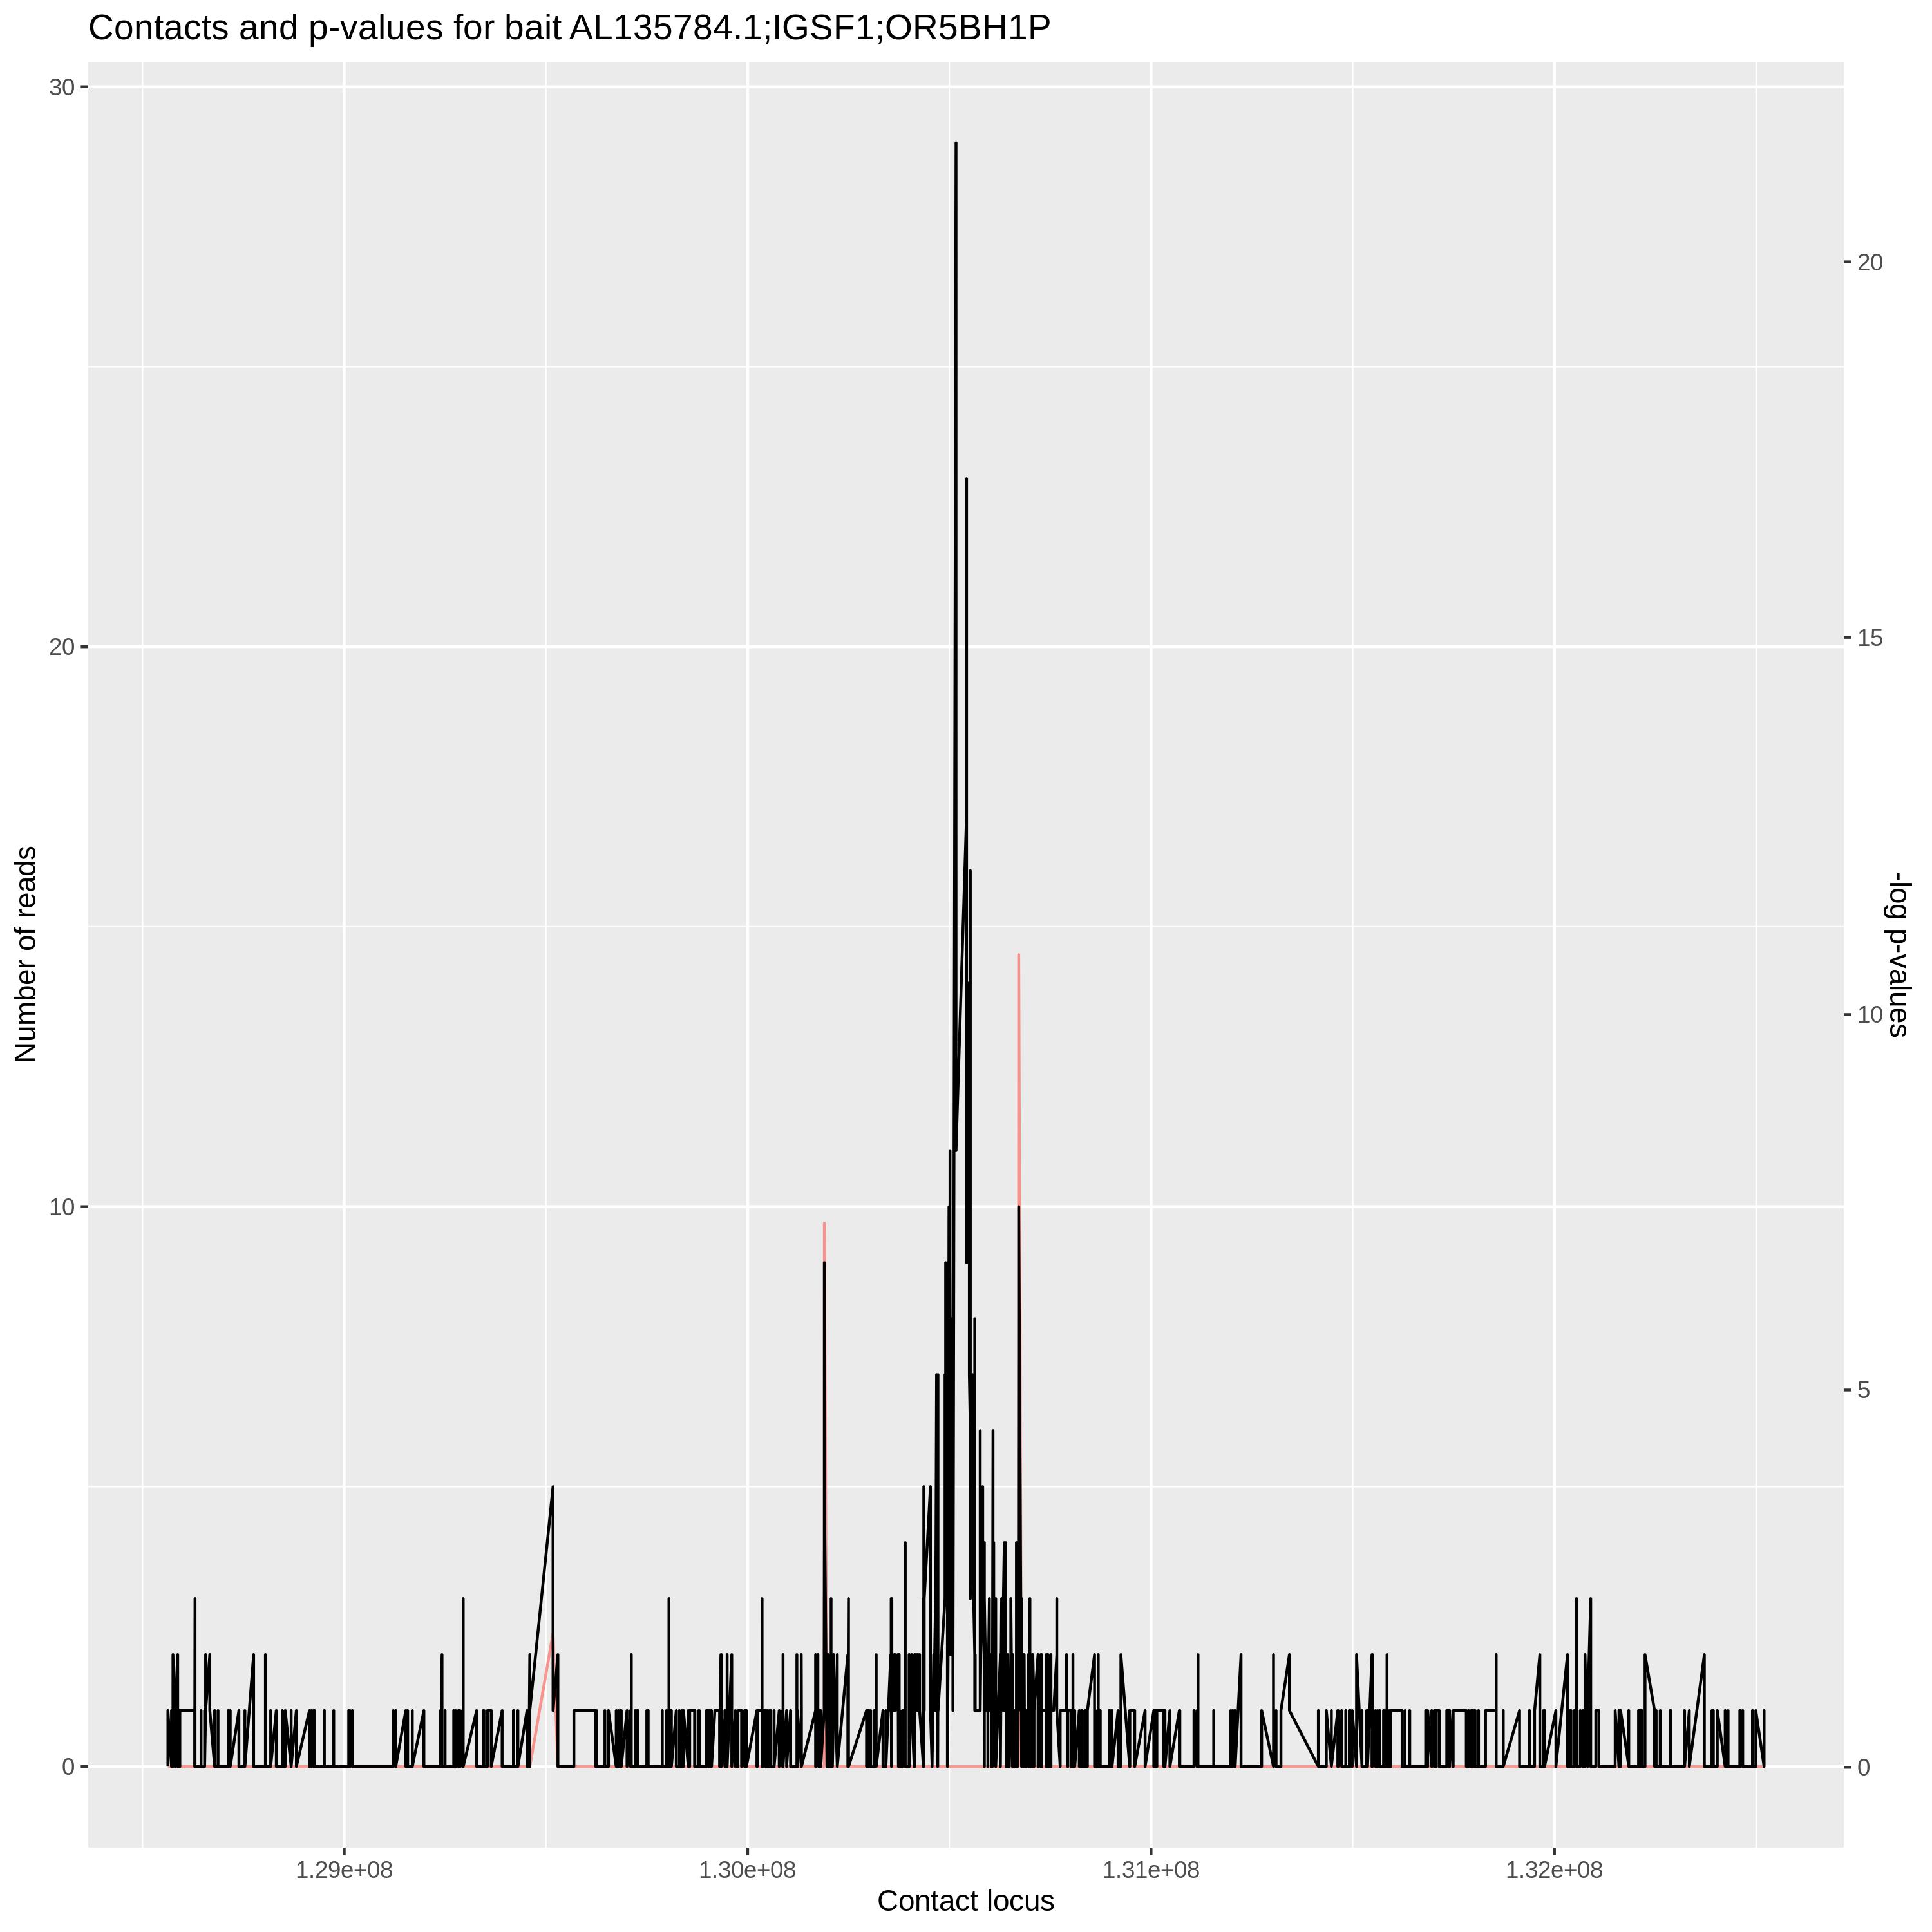 Contacts and p-values for bait AL135784.1;IGSF1;OR5BH1P
30
20
10
0
Number of reads
20
15
10
5
0
-log p-values
1.29e+08
1.30e+08
1.31e+08
1.32e+08
Contact locus